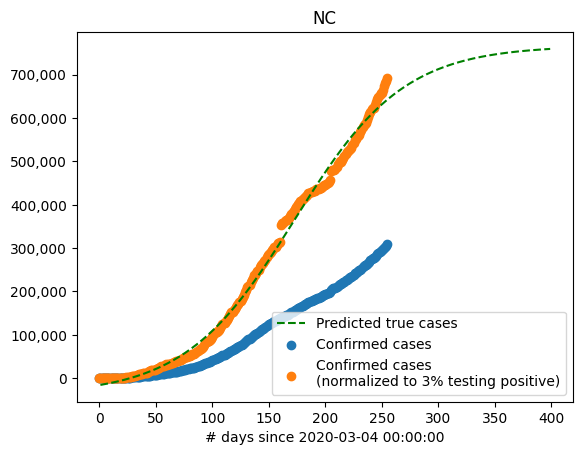 NC
700,000
600,000
500,000
400,000
300,000
200,000
100,000
0
Predicted true cases
Confirmed cases
Confirmed cases
(normalized to 3% testing positive)
0 50 100 150 200 250 300 350 400
# days since 2020-03-04 00:00:00